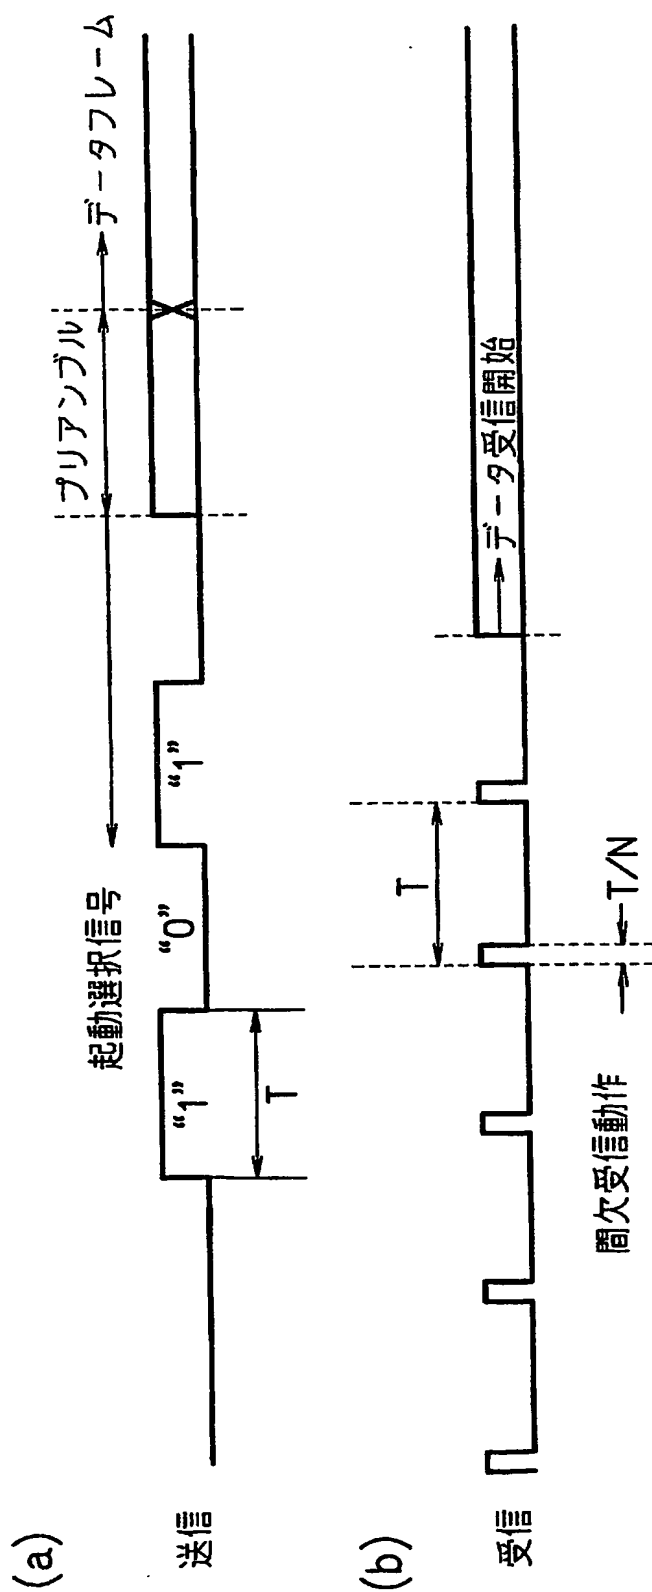 (a)
送信
起動選択信号
プリアンブル
データフレーム
“1”
“0”
“1”
T
(b)
受信
T
データ受信開始
間欠受信動作
T/N